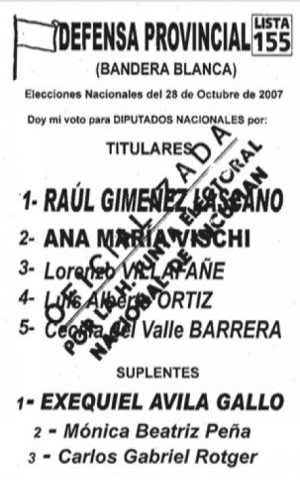 DEFENSA PROVINCIAL
LISTA
155
(BANDERA BLANCA)
Elecciones Nacionales del 28 de Octubre de 2007
Doy mi voto para DIPUTADOS NACIONALES por:
TITULARES
1- RAÚL GIMENEZ LASCANO
2- ANA MARÍA VISCHI
3- Lorenzo VILLAFAÑE
4- Luis Alberto ORTIZ
5- Cecilia del Valle BARRERA
OFICIALIZADA
POR LA H. JUNTA ELECTORAL
NACIONAL DE TUCUMAN
SUPLENTES
1- EXEQUIEL AVILA GALLO
2 - Mónica Beatriz Peña
3 - Carlos Gabriel Rotger